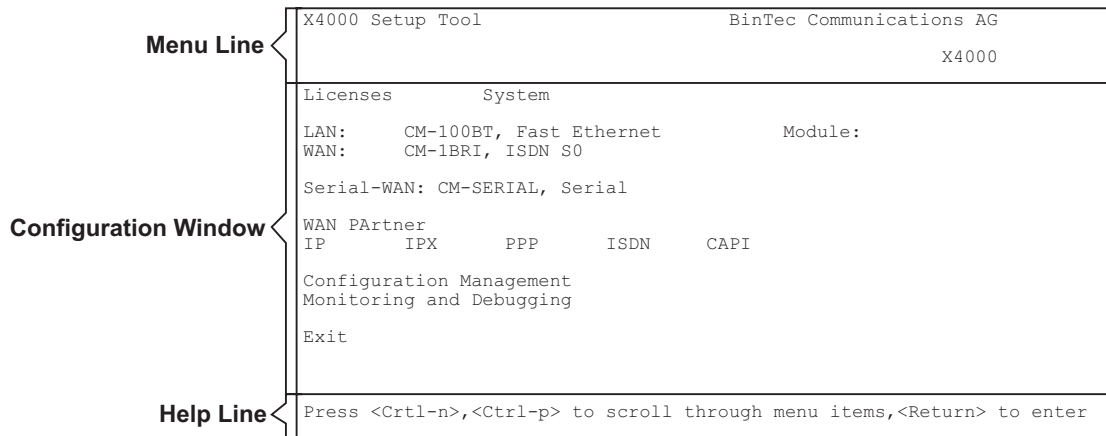 X4000 Setup Tool BinTec Communications AG
Menu Line
X4000
Licenses System
LAN: CM-100BT, Fast Ethernet Module:
WAN: CM-1BRI, ISDN S0
Serial-WAN: CM-SERIAL, Serial
Configuration Window
WAN PArtner
IP IPX PPP ISDN CAPI
Configuration Management
Monitoring and Debugging
Exit
Help Line
Press <Crtl-n>,<Ctrl-p> to scroll through menu items,<Return> to enter